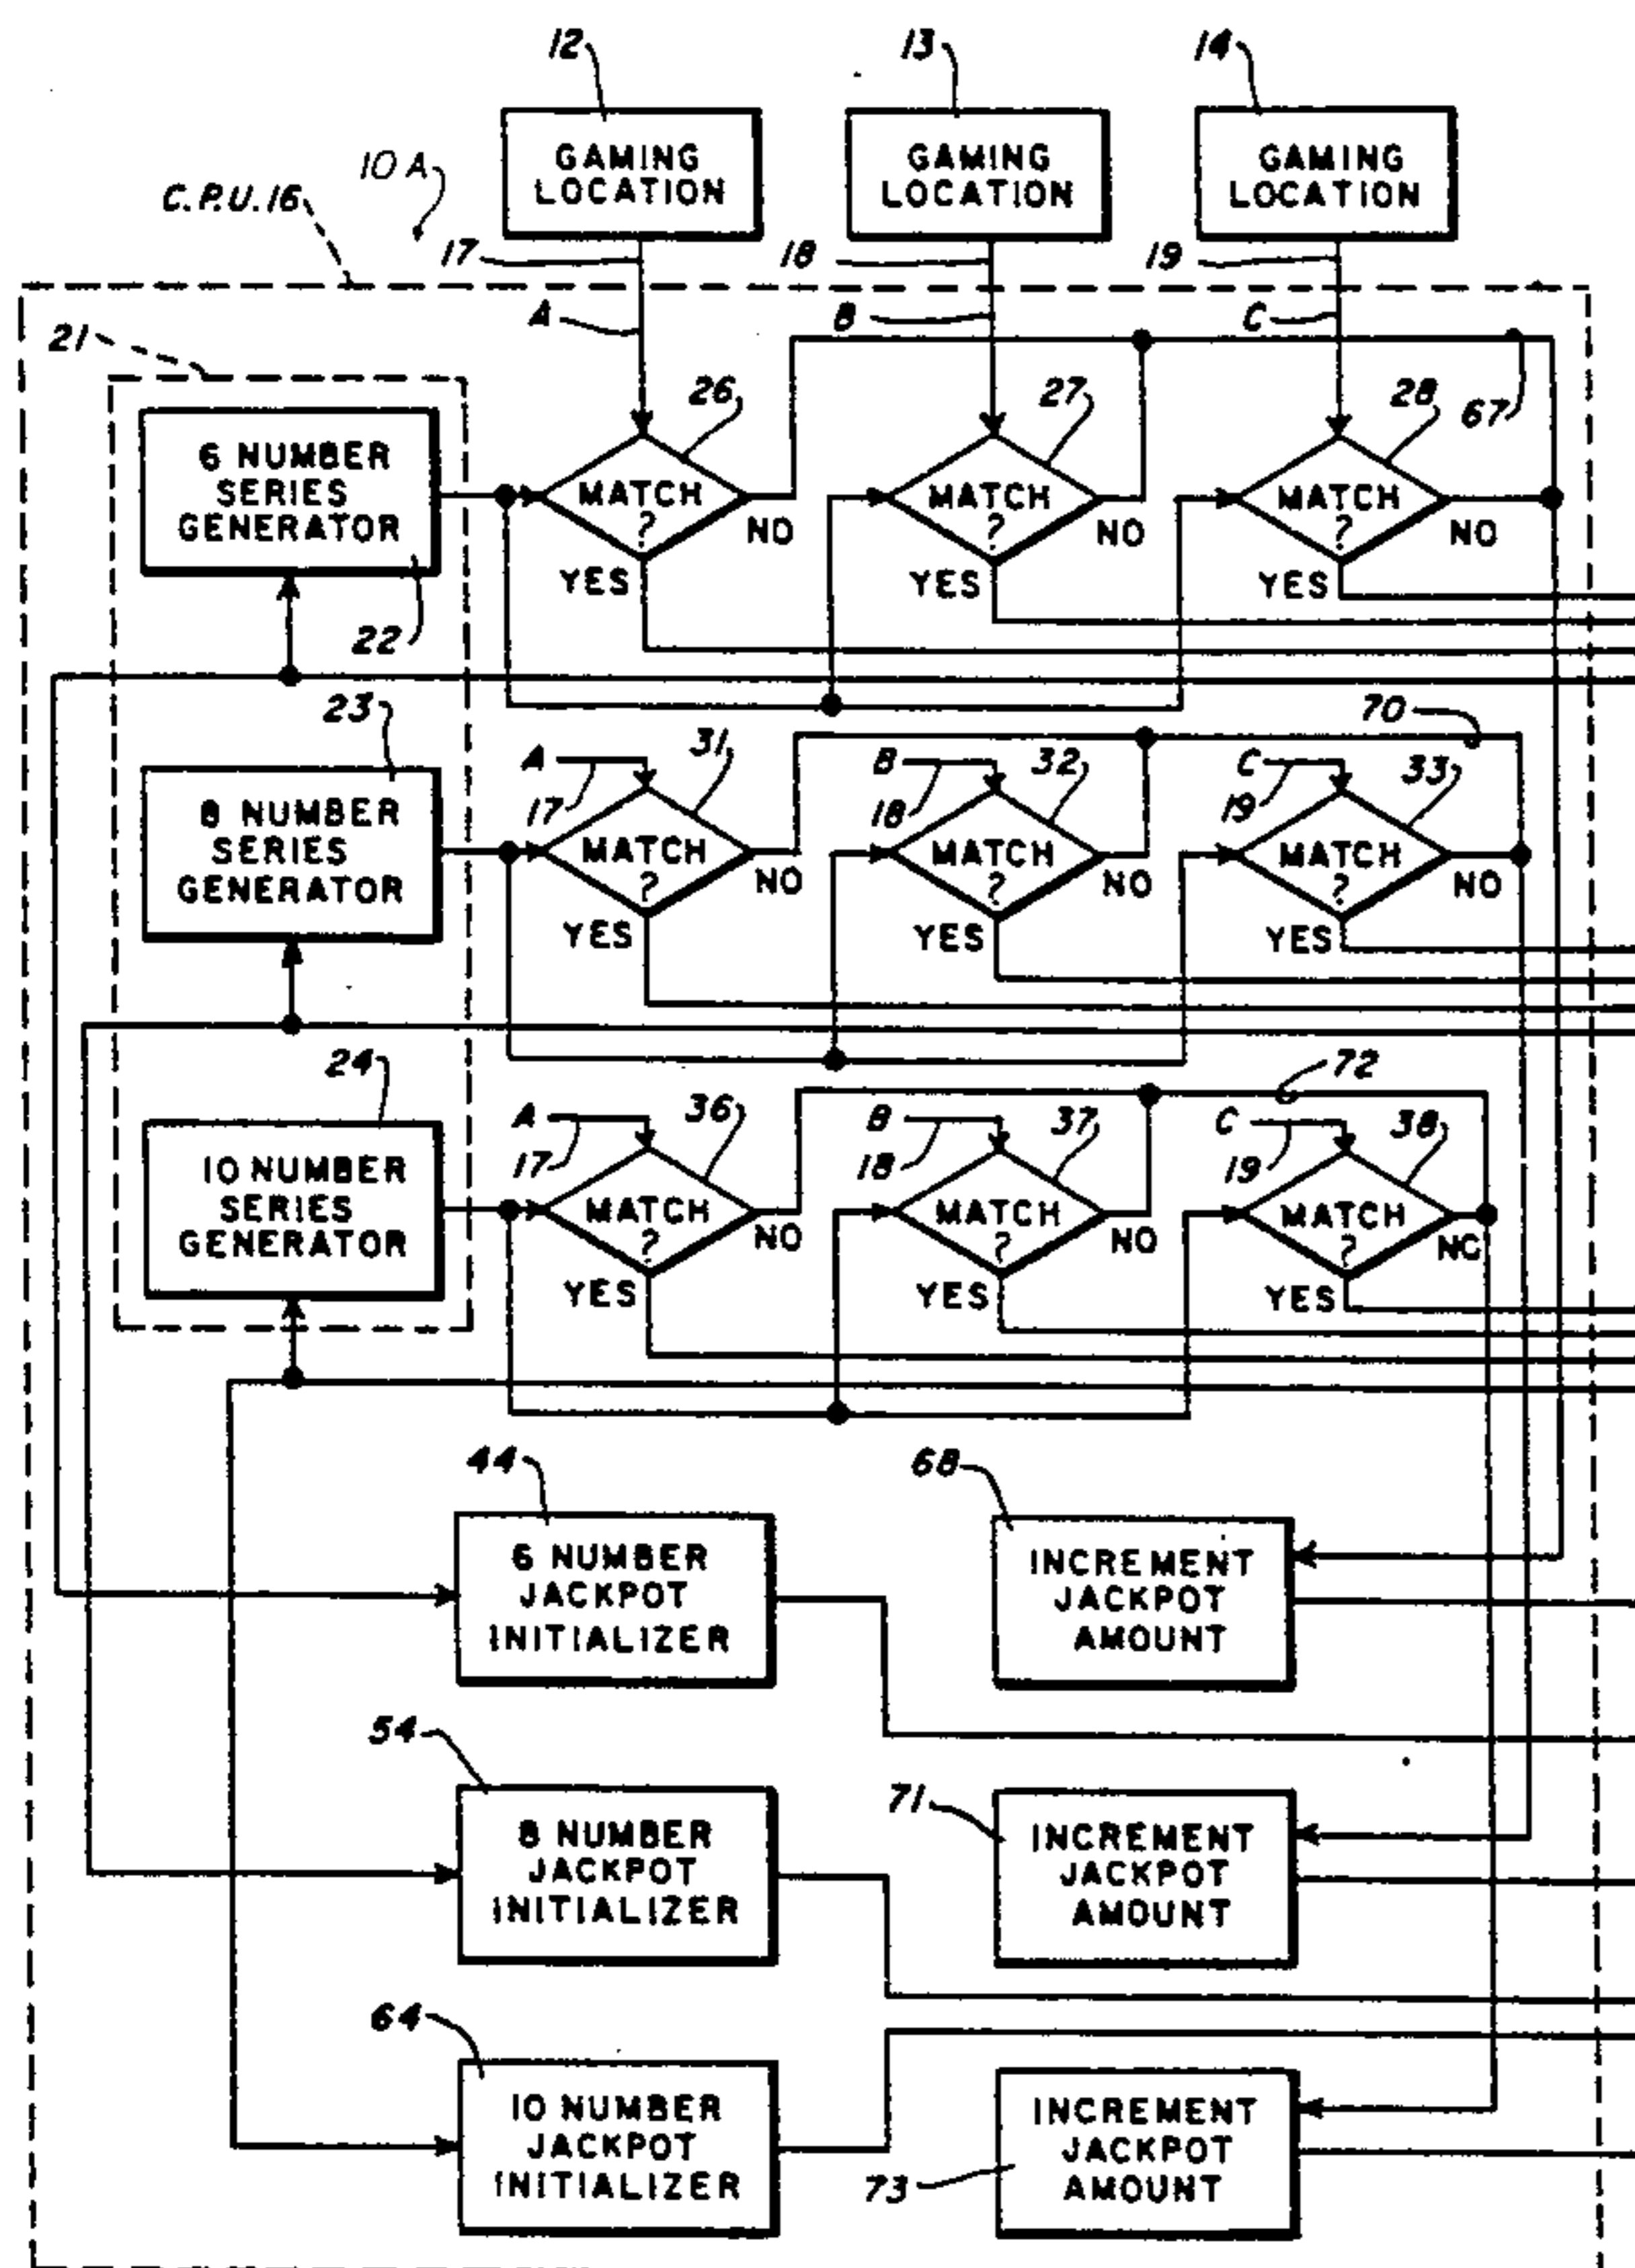 12 13 14
GAMING LOCATION GAMING LOCATION GAMING LOCATION
10A
C.P.U.16
17 18 19
A B C
21
26 27 28 67
6 NUMBER
SERIES
GENERATOR
MATCH ? MATCH ? MATCH ?
NO NO NO
YES YES YES
22
23 70
A 17 31 B 18 32 C 19 33
8 NUMBER
SERIES
GENERATOR
MATCH ? MATCH ? MATCH ?
NO NO NO
YES YES YES
24 72
A 17 36 B 18 37 C 19 38
10 NUMBER
SERIES
GENERATOR
MATCH ? MATCH ? MATCH ?
NO NO NO
YES YES YES
44 68
6 NUMBER
JACKPOT
INITIALIZER
INCREMENT
JACKPOT
AMOUNT
54 71
8 NUMBER
JACKPOT
INITIALIZER
INCREMENT
JACKPOT
AMOUNT
64
10 NUMBER
JACKPOT
INITIALIZER
INCREMENT
JACKPOT
AMOUNT
73